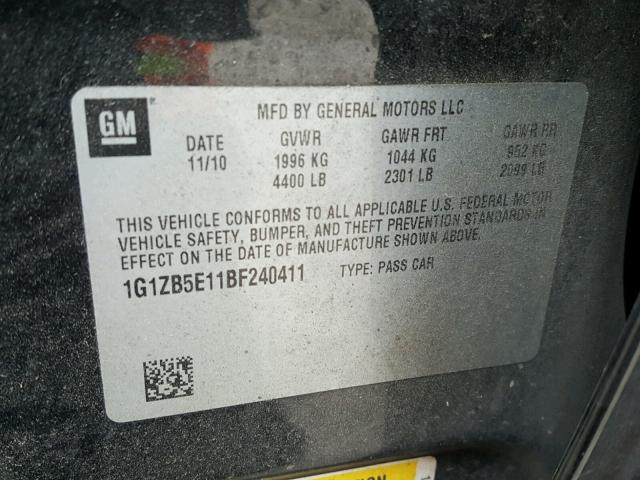 GM
MFD BY GENERAL MOTORS LLC
DATE GVWR GAWR FRT GAWR RR
11/10 1996 KG 1044 KG 952 KG
4400 LB 2301 LB 2099 LB
THIS VEHICLE CONFORMS TO ALL APPLICABLE U.S. FEDERAL MOTOR
VEHICLE SAFETY, BUMPER, AND THEFT PREVENTION STANDARDS IN
EFFECT ON THE DATE OF MANUFACTURE SHOWN ABOVE.
1G1ZB5E11BF240411 TYPE: PASS CAR